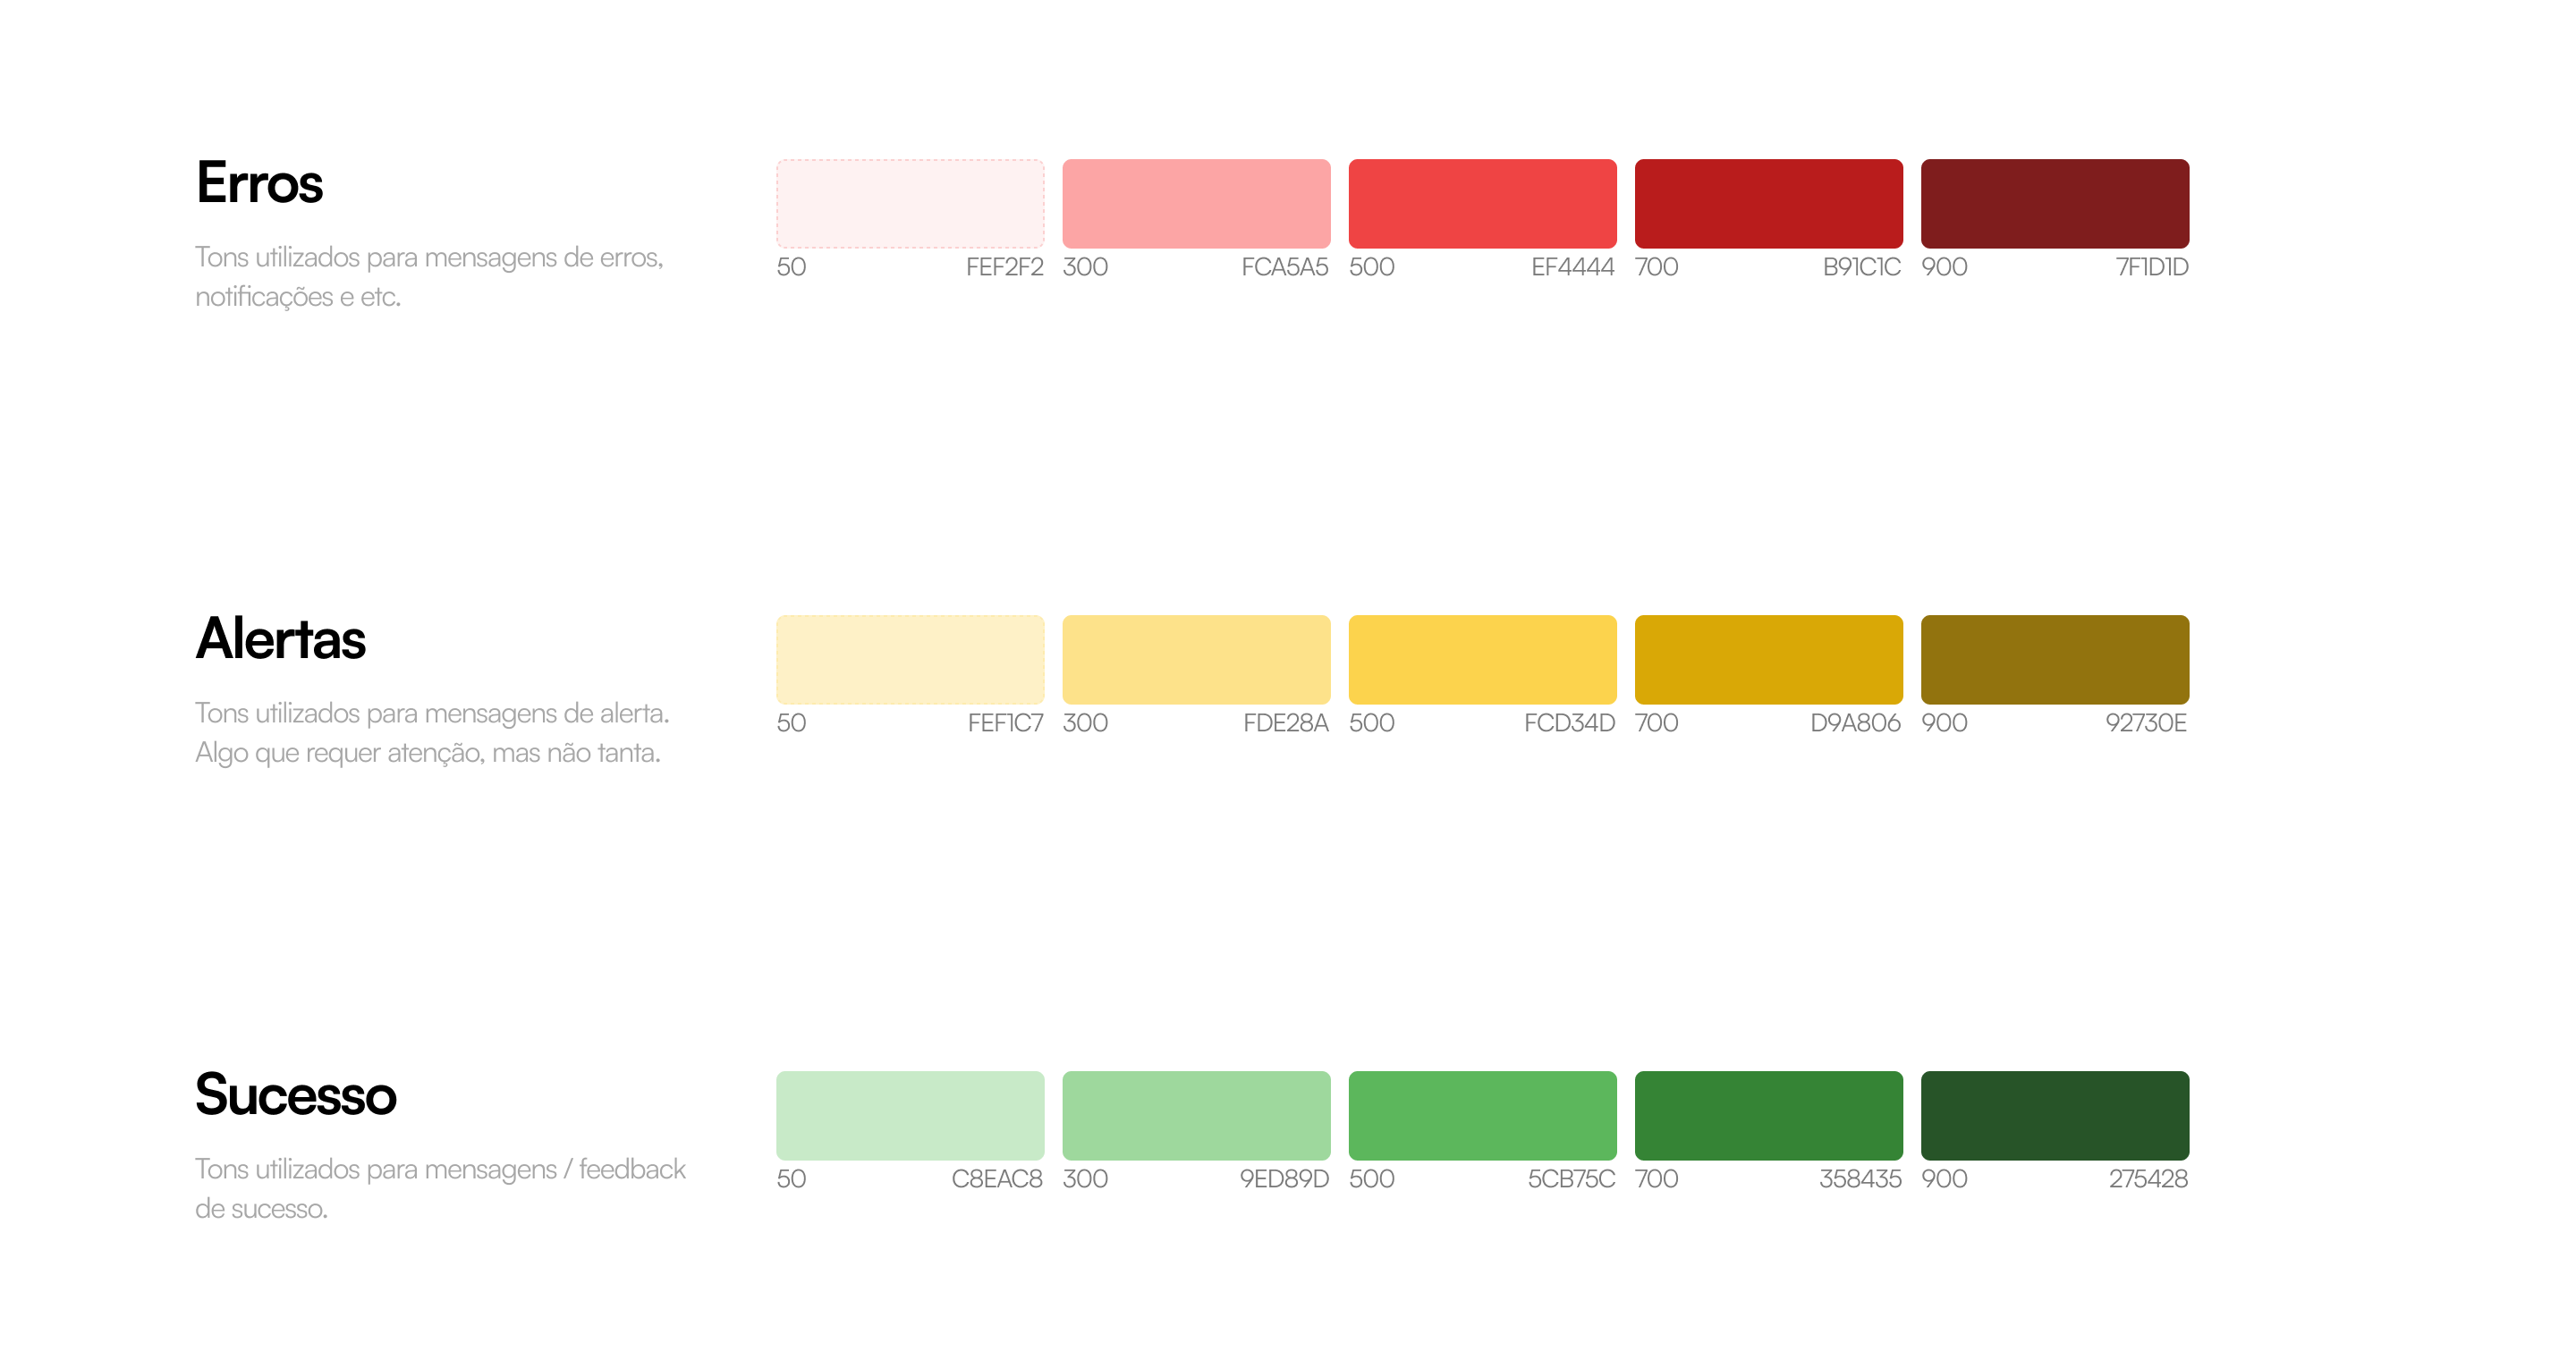 Erros
Tons utilizados para mensagens de erros,
notificações e etc.
50 FEF2F2 300 FCA5A5 500 EF4444 700 B91C1C 900 7F1D1D
Alertas
Tons utilizados para mensagens de alerta.
Algo que requer atenção, mas não tanta.
50 FEF1C7 300 FDE28A 500 FCD34D 700 D9A806 900 92730E
Sucesso
Tons utilizados para mensagens / feedback
de sucesso.
50 C8EAC8 300 9ED89D 500 5CB75C 700 358435 900 275428